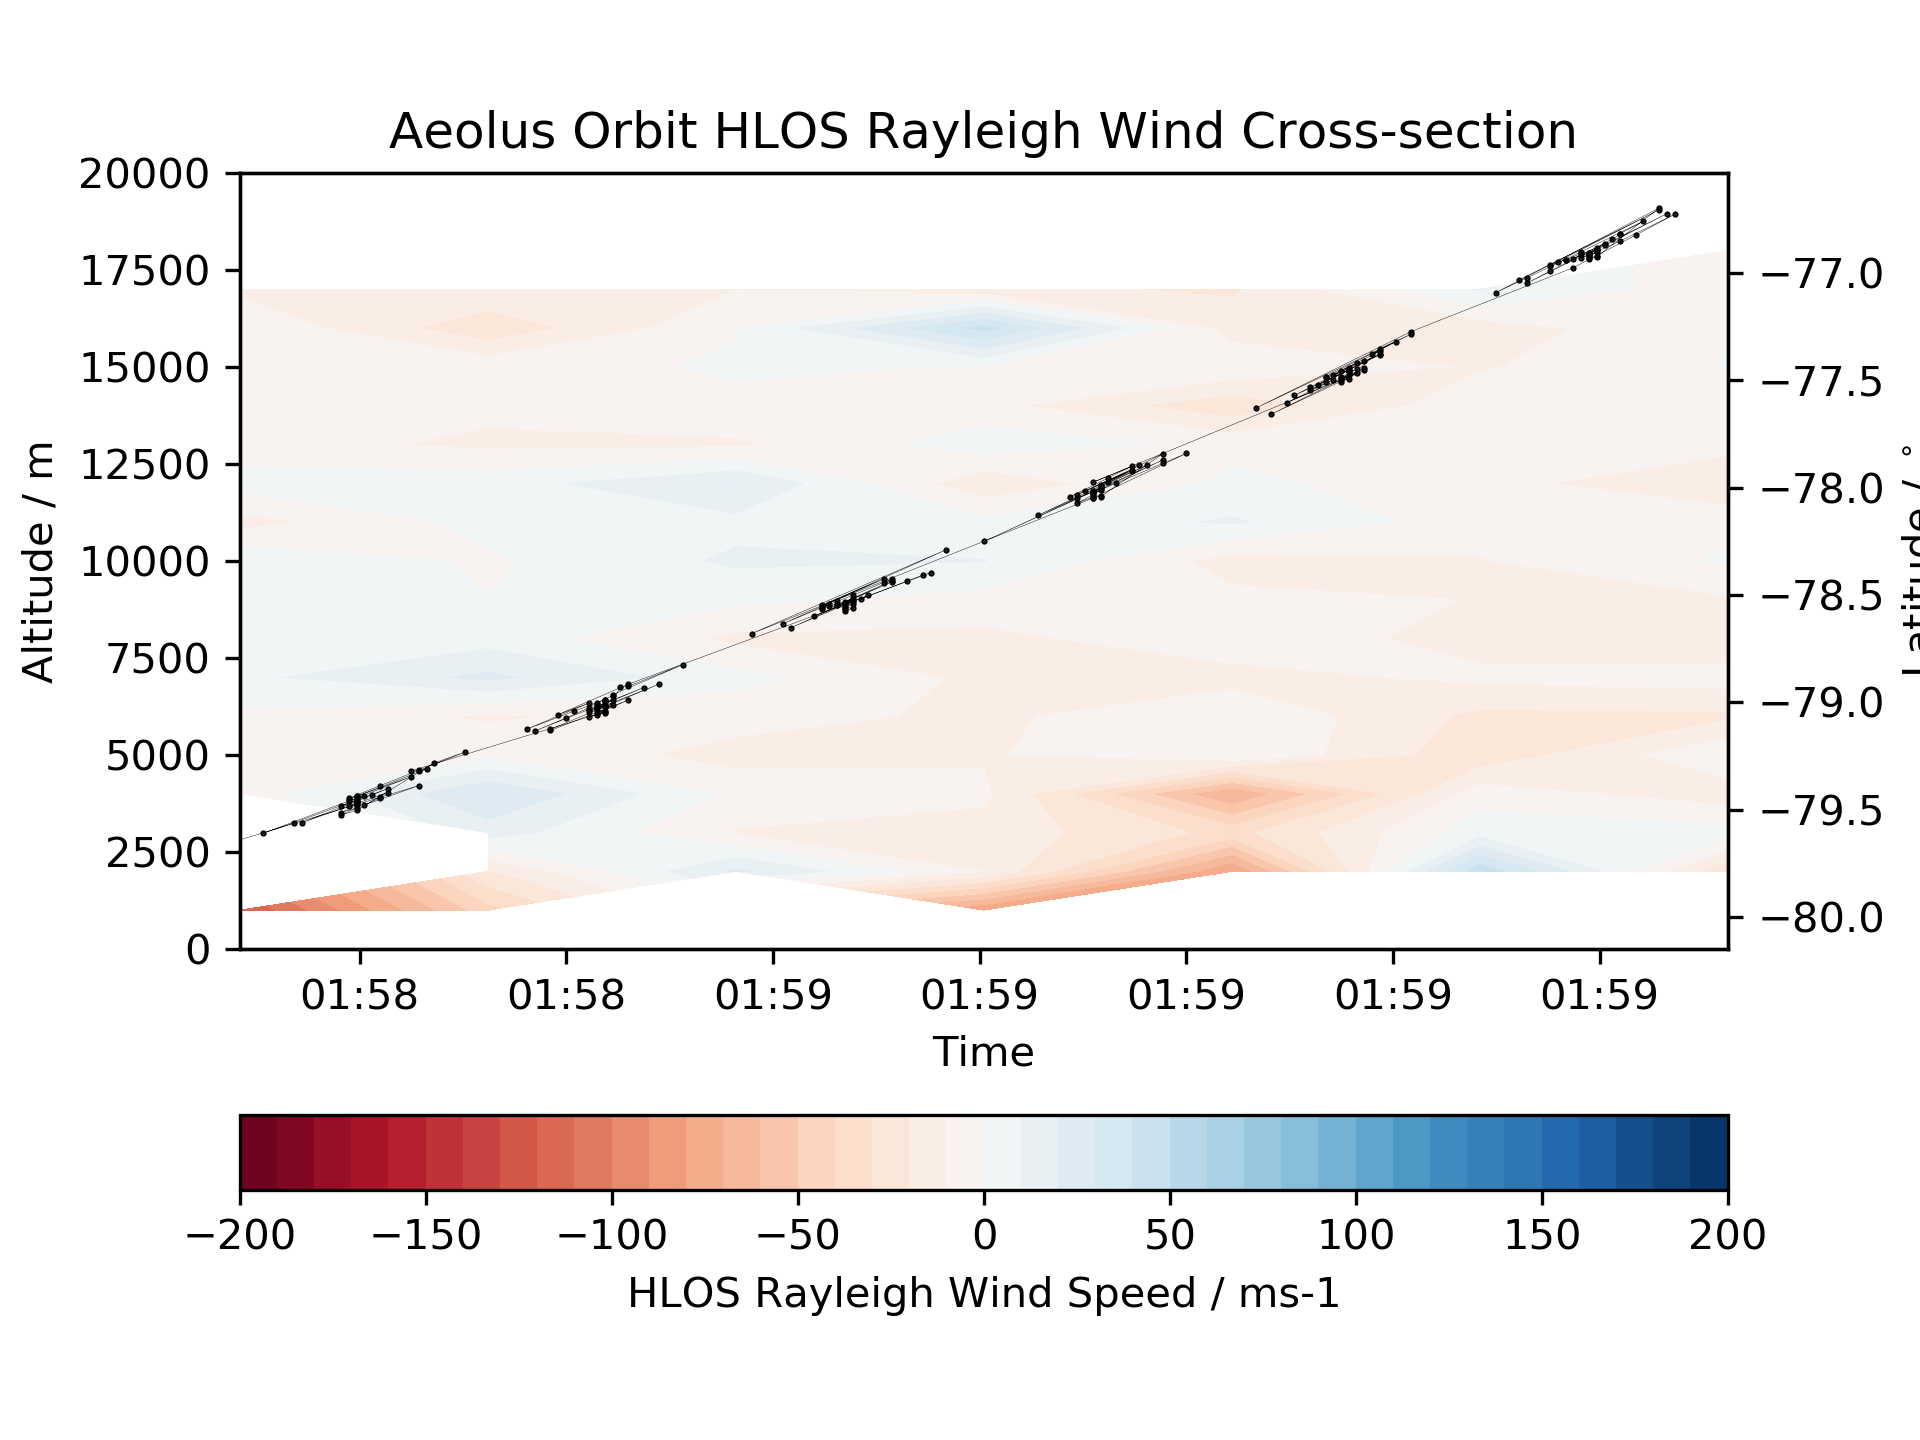 Aeolus Orbit HLOS Rayleigh Wind Cross-section
20000
17500
15000
12500
10000
7500
5000
2500
0
Altitude / m
−77.0
−77.5
−78.0
−78.5
−79.0
−79.5
−80.0
Latitude / °
01:58 01:58 01:59 01:59 01:59 01:59 01:59
Time
−200 −150 −100 −50 0 50 100 150 200
HLOS Rayleigh Wind Speed / ms-1